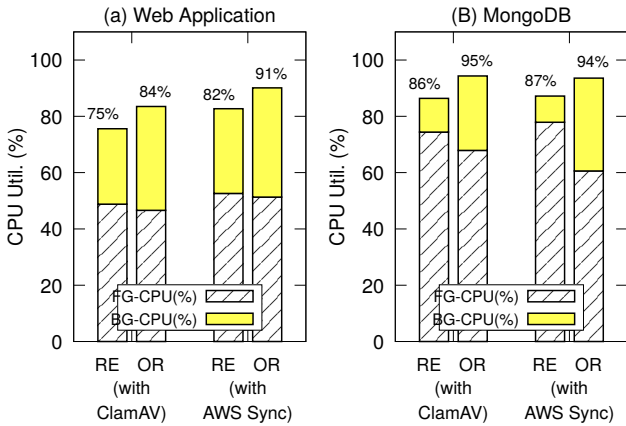 (a) Web Application
100
80
60
40
20
0
CPU Util. (%)
75%
84%
82%
91%
FG-CPU(%)
BG-CPU(%)
RE OR RE OR
(with (with
ClamAV) AWS Sync)
(B) MongoDB
100
80
60
40
20
0
CPU Util. (%)
86%
95%
87%
94%
FG-CPU(%)
BG-CPU(%)
RE OR RE OR
(with (with
ClamAV) AWS Sync)